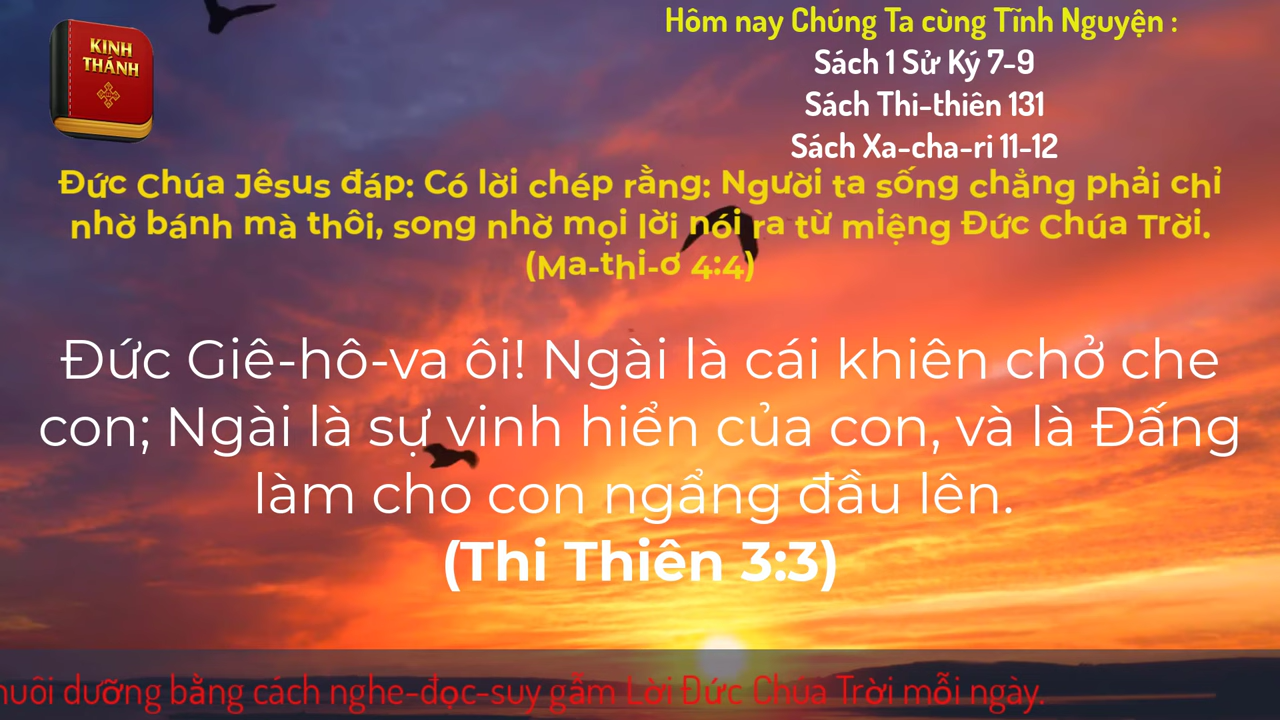 KINH
THÁNH
Hôm nay Chúng Ta cùng Tĩnh Nguyện :
Sách 1 Sử Ký 7-9
Sách Thi-thiên 131
Sách Xa-cha-ri 11-12
Đức Chúa Jêsus đáp: Có lời chép rằng: Người ta sống chẳng phải chỉ
nhờ bánh mà thôi, song nhờ mọi lời nói ra từ miệng Đức Chúa Trời.
(Ma-thi-ơ 4:4)
Đức Giê-hô-va ôi! Ngài là cái khiên chở che
con; Ngài là sự vinh hiển của con, và là Đấng
làm cho con ngẩng đầu lên.
(Thi Thiên 3:3)
dưỡng bằng cách nghe-đọc-suy gẫm Lời Đức Chúa Trời mỗi ngày.